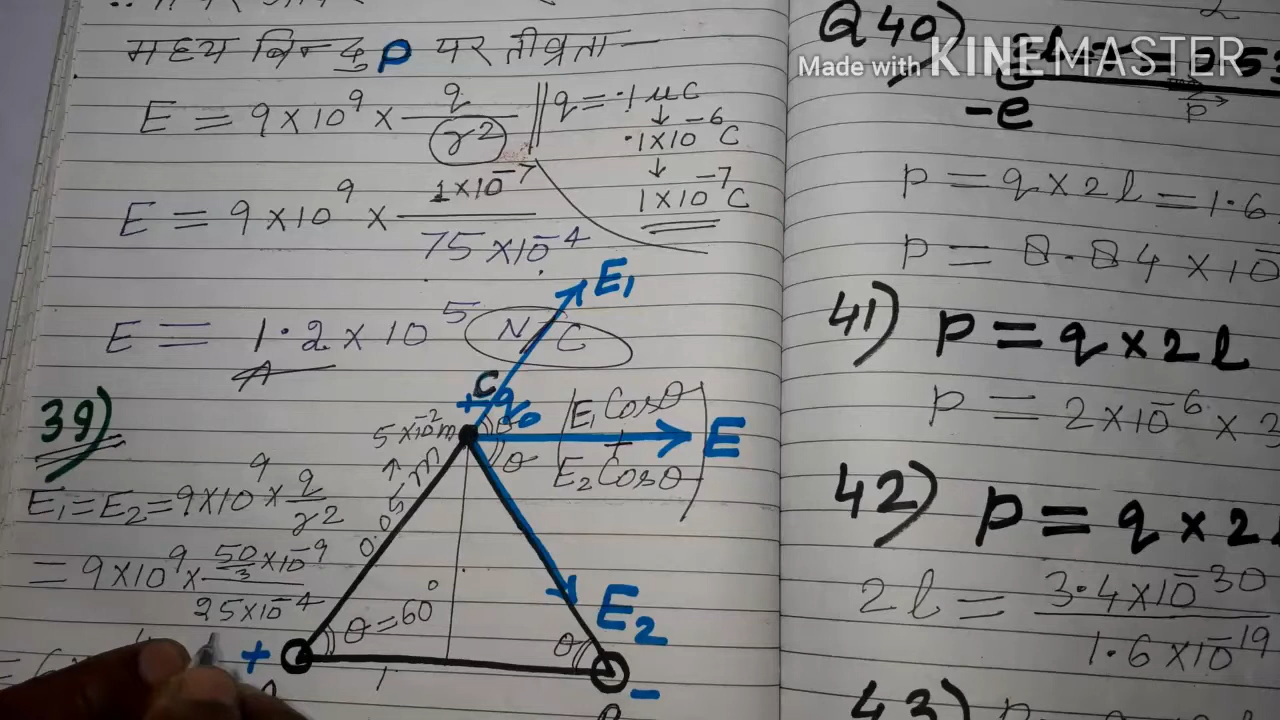 मध्य बिन्दु P पर तीव्रता —
E = 9×10⁹ × q/r² || q = .1 μC
↓
.1×10⁻⁶ C
↓
1×10⁻⁷ C
E = 9×10⁹ × 1×10⁻⁷/75×10⁻⁴
E = 1.2×10⁵ N/C
39)
E₁ = E₂ = 9×10⁹ × q/r²
= 9×10⁹ × 50/3 ×10⁻⁹/25×10⁻⁴
E₁
C
+q₀
5×10⁻²m
0.05 m
θ
θ
(E₁ Cosθ
+
E₂ Cosθ)
E
E₂
θ = 60°
θ
+
−
Q 40)
-e
p
p = q × 2l = 1.6
p = 8.84 × 10
41) p = q × 2l
p = 2×10⁻⁶ × 3
42) p = q × 2
2l = 3.4×10⁻³⁰/1.6×10⁻¹⁹
43)
Made with KINEMASTER